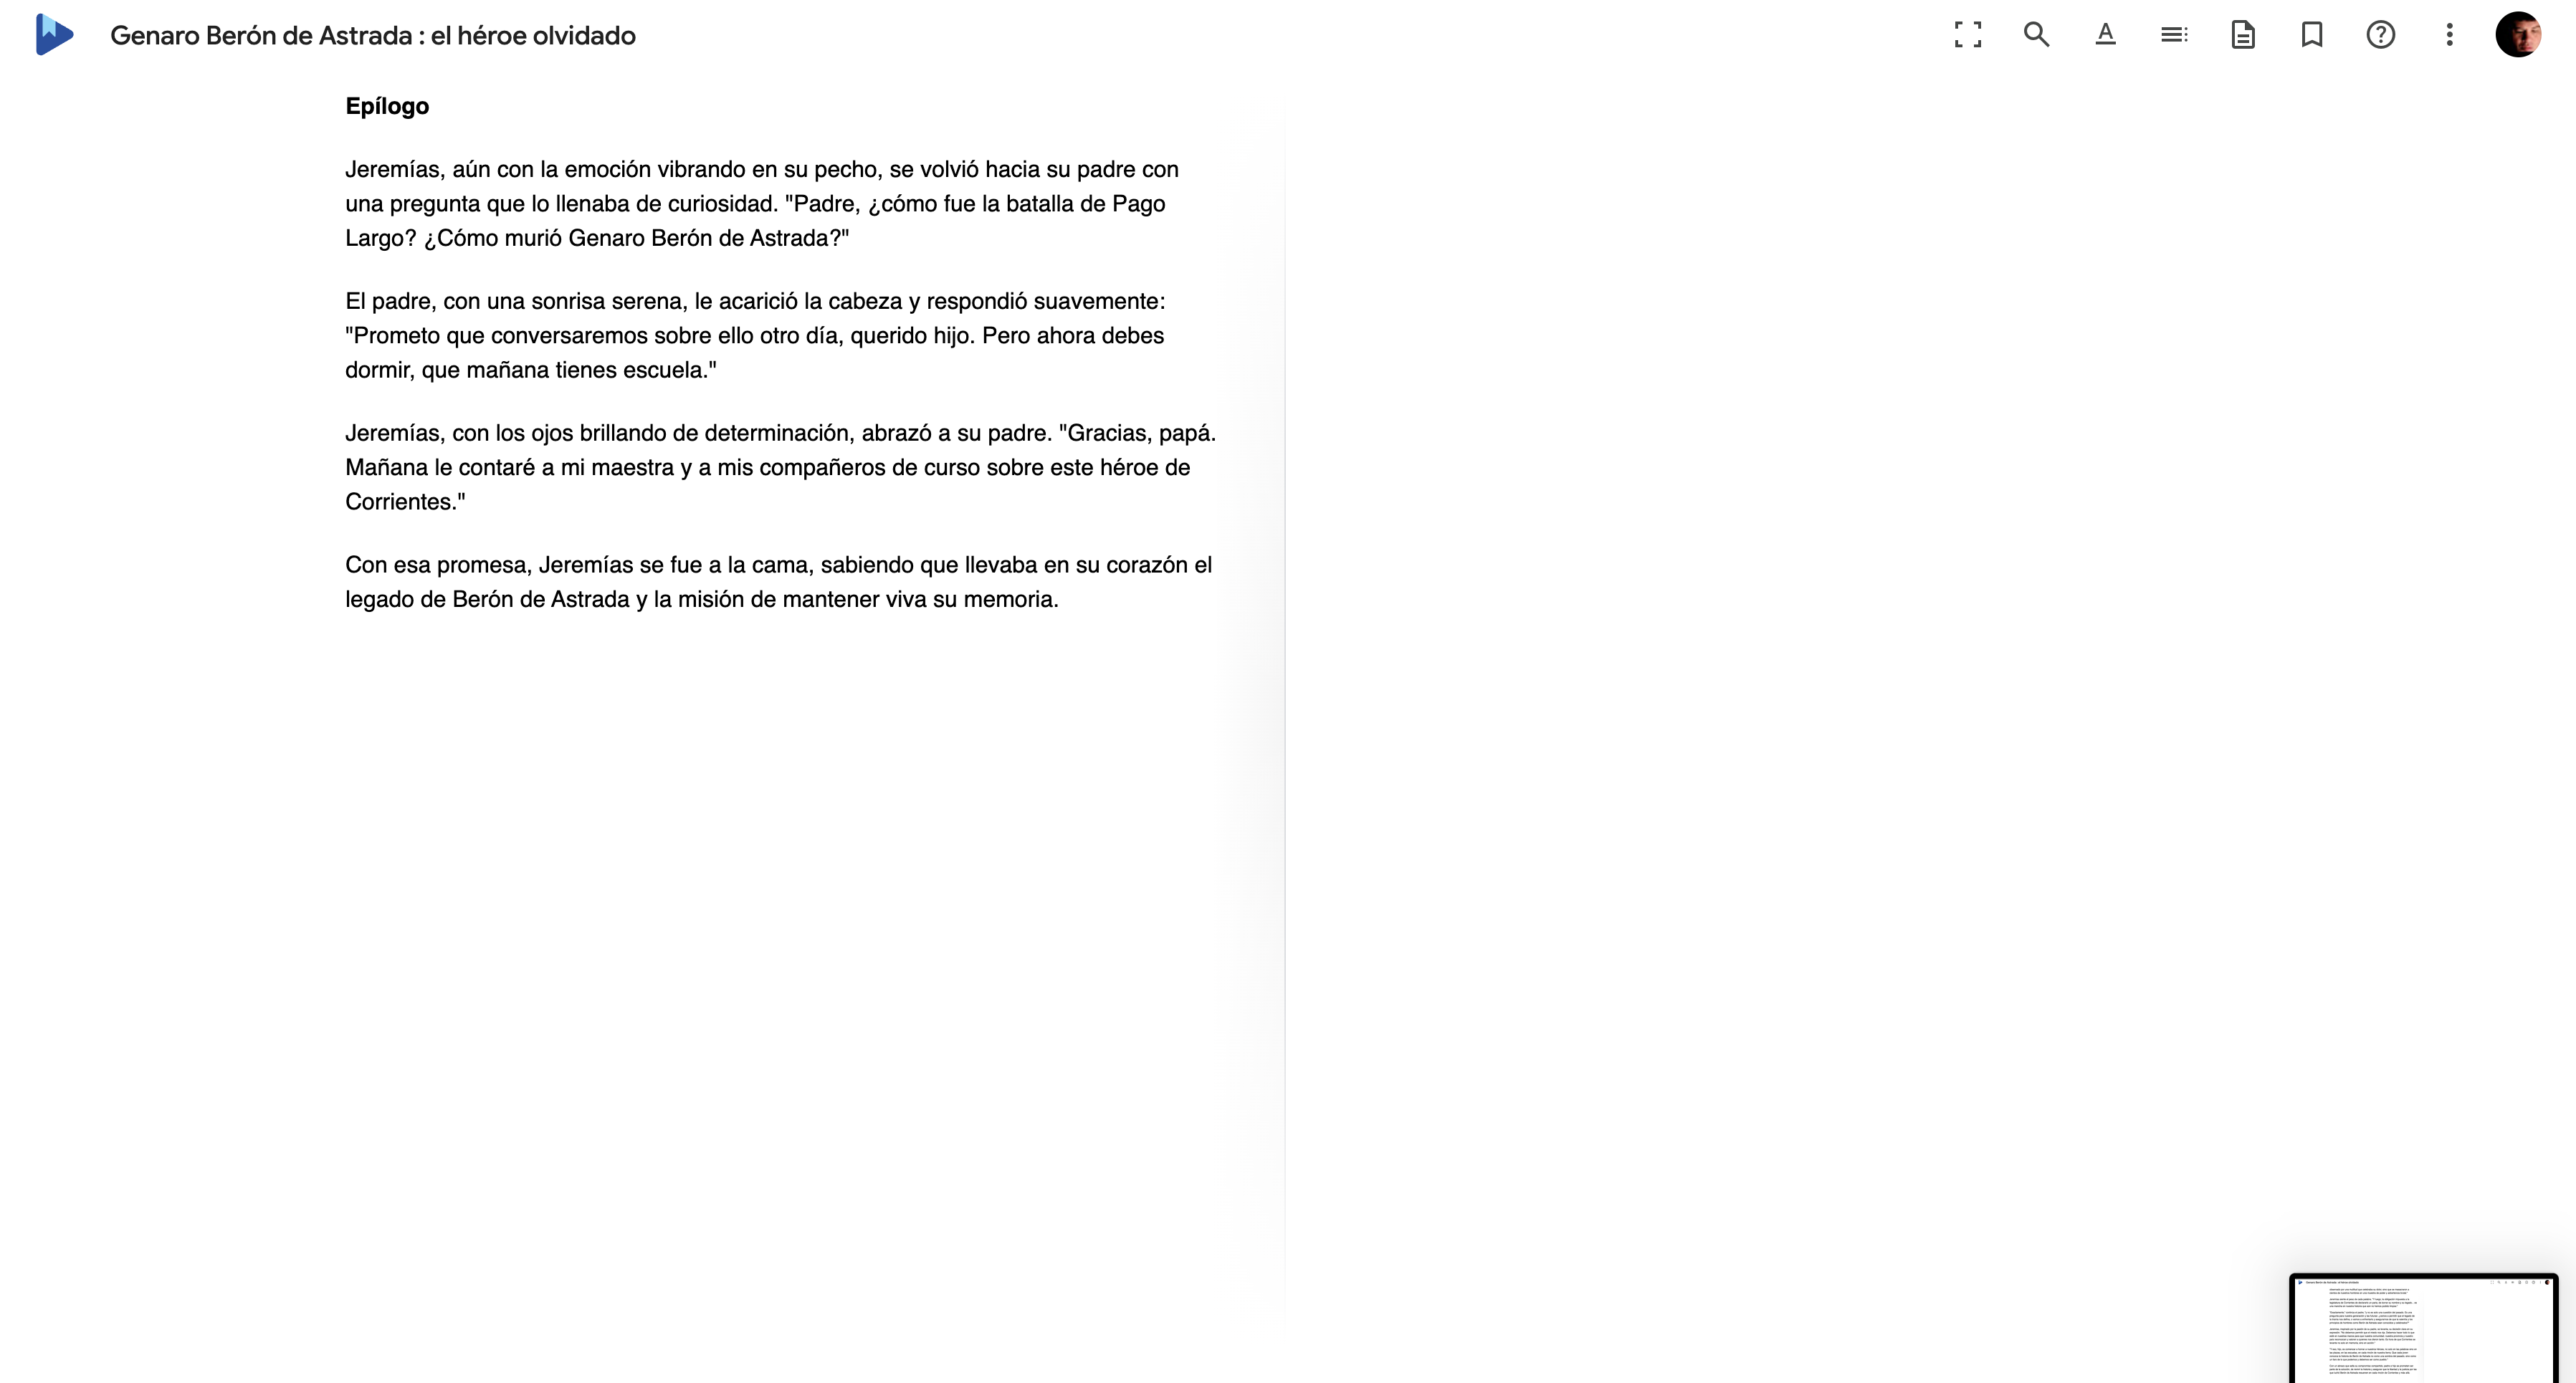 Genaro Berón de Astrada : el héroe olvidado
Epílogo
Jeremías, aún con la emoción vibrando en su pecho, se volvió hacia su padre con
una pregunta que lo llenaba de curiosidad. "Padre, ¿cómo fue la batalla de Pago
Largo? ¿Cómo murió Genaro Berón de Astrada?"
El padre, con una sonrisa serena, le acarició la cabeza y respondió suavemente:
"Prometo que conversaremos sobre ello otro día, querido hijo. Pero ahora debes
dormir, que mañana tienes escuela."
Jeremías, con los ojos brillando de determinación, abrazó a su padre. "Gracias, papá.
Mañana le contaré a mi maestra y a mis compañeros de curso sobre este héroe de
Corrientes."
Con esa promesa, Jeremías se fue a la cama, sabiendo que llevaba en su corazón el
legado de Berón de Astrada y la misión de mantener viva su memoria.